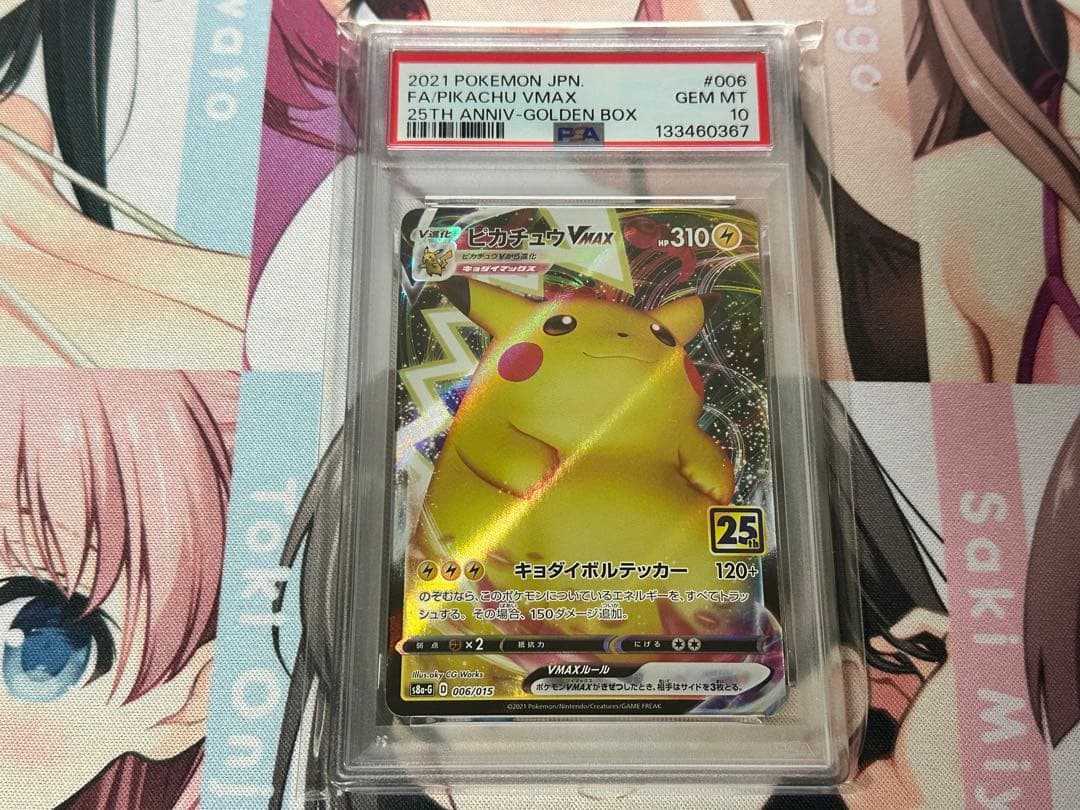 2021 POKEMON JPN. #006
FA/PIKACHU VMAX GEM MT
25TH ANNIV-GOLDEN BOX 10
PSA 133460367
V進化
ピカチュウVMAX HP310
ピカチュウVから進化
キョダイマックス
25th
キョダイボルテッカー 120+
のぞむなら、このポケモンについているエネルギーを、すべてトラッ
シュする。その場合、150ダメージ追加。
弱点 ×2 抵抗力 にげる
Illus.aky CG Works
VMAXルール
s8a-G D 006/015
ポケモンVMAXがきぜつしたとき、相手はサイドを3枚とる。
©2021 Pokémon/Nintendo/Creatures/GAME FREAK.
wato
ago
Saki Mi